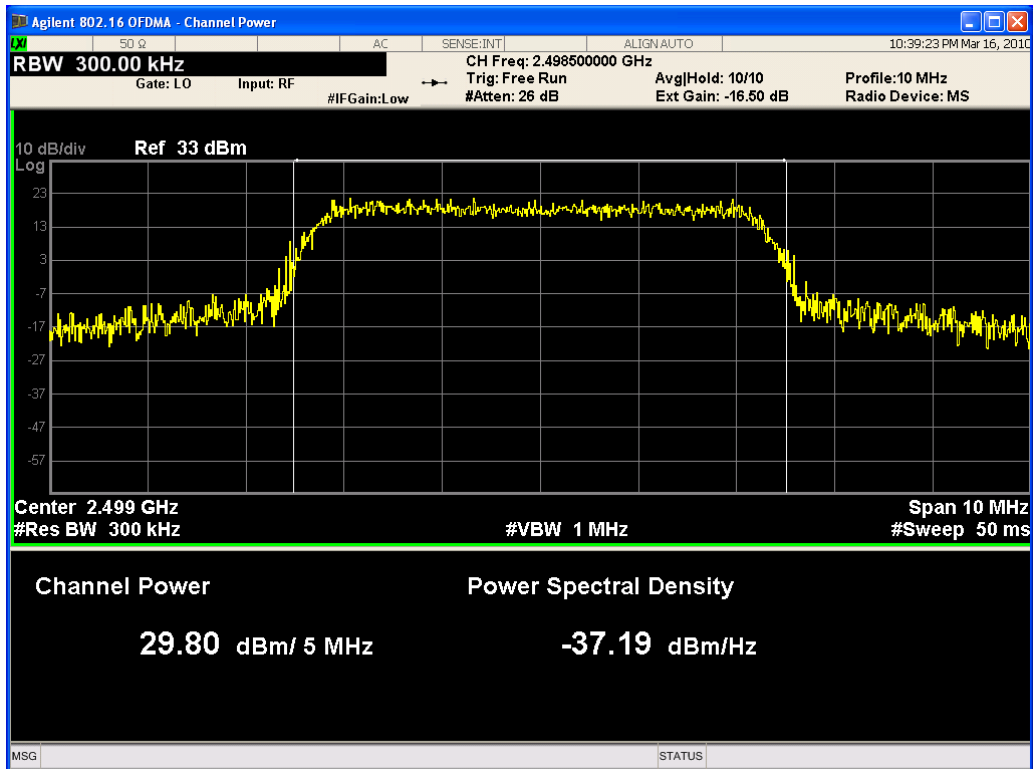 Agilent 802.16 OFDMA - Channel Power
LXI 50 Ω AC SENSE:INT ALIGN AUTO 10:39:23 PM Mar 16, 2010
RBW 300.00 kHz CH Freq: 2.498500000 GHz
Gate: LO Input: RF Trig: Free Run Avg|Hold: 10/10 Profile:10 MHz
#IFGain:Low #Atten: 26 dB Ext Gain: -16.50 dB Radio Device: MS
10 dB/div Ref 33 dBm
Log
23
13
3
-7
-17
-27
-37
-47
-57
Center 2.499 GHz Span 10 MHz
#Res BW 300 kHz #VBW 1 MHz #Sweep 50 ms
Channel Power Power Spectral Density
29.80 dBm/ 5 MHz -37.19 dBm/Hz
MSG STATUS